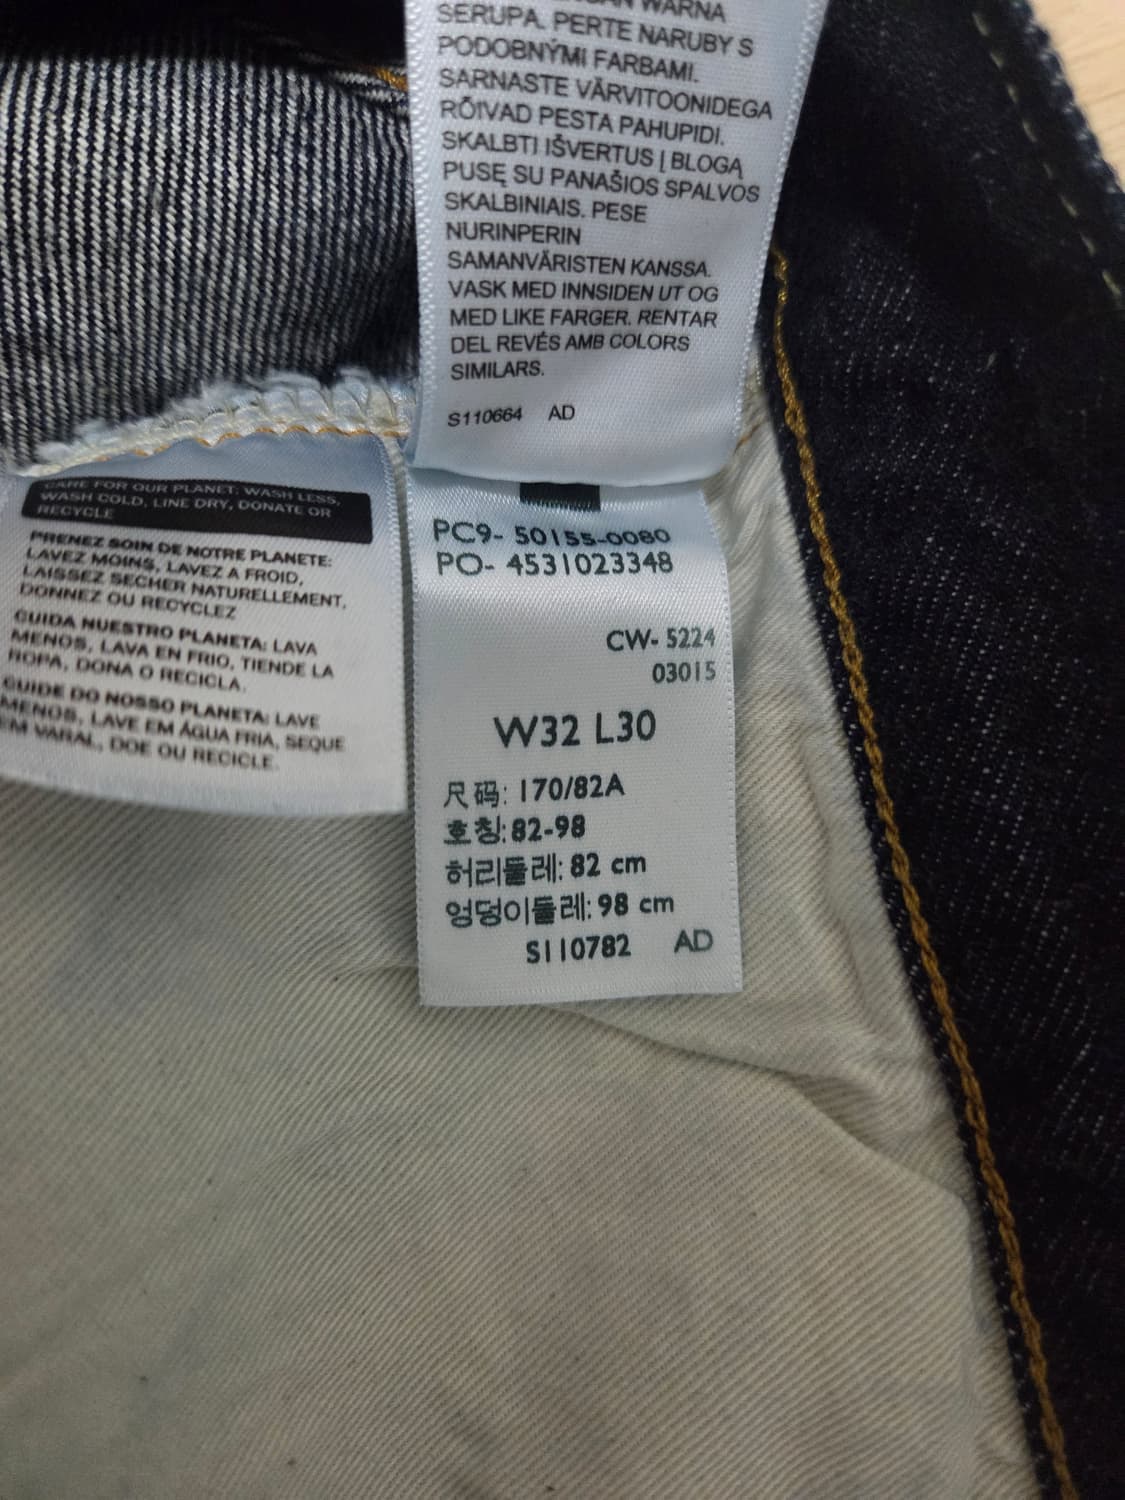 WARNA
SERUPA. PERTE NARUBY S
PODOBNÝMI FARBAMI.
SARNASTE VÄRVITOONIDEGA
RÕIVAD PESTA PAHUPIDI.
SKALBTI IŠVERTUS Į BLOGĄ
PUSĘ SU PANAŠIOS SPALVOS
SKALBINIAIS. PESE
NURINPERIN
SAMANVÄRISTEN KANSSA.
VASK MED INNSIDEN UT OG
MED LIKE FARGER. RENTAR
DEL REVÉS AMB COLORS
SIMILARS.
S110664 AD
CARE FOR OUR PLANET: WASH LESS,
WASH COLD, LINE DRY, DONATE OR
RECYCLE
PRENEZ SOIN DE NOTRE PLANETE:
LAVEZ MOINS, LAVEZ A FROID,
LAISSEZ SECHER NATURELLEMENT,
DONNEZ OU RECYCLEZ
CUIDA NUESTRO PLANETA: LAVA
MENOS, LAVA EN FRIO, TIENDE LA
ROPA, DONA O RECICLA.
CUIDE DO NOSSO PLANETA: LAVE
MENOS, LAVE EM ÁGUA FRIA, SEQUE
EM VARAL, DOE OU RECICLE.
PC9- 50155-0080
PO- 4531023348
CW- 5224
03015
W32 L30
尺码: 170/82A
호칭: 82-98
허리둘레: 82 cm
엉덩이둘레: 98 cm
S110782 AD